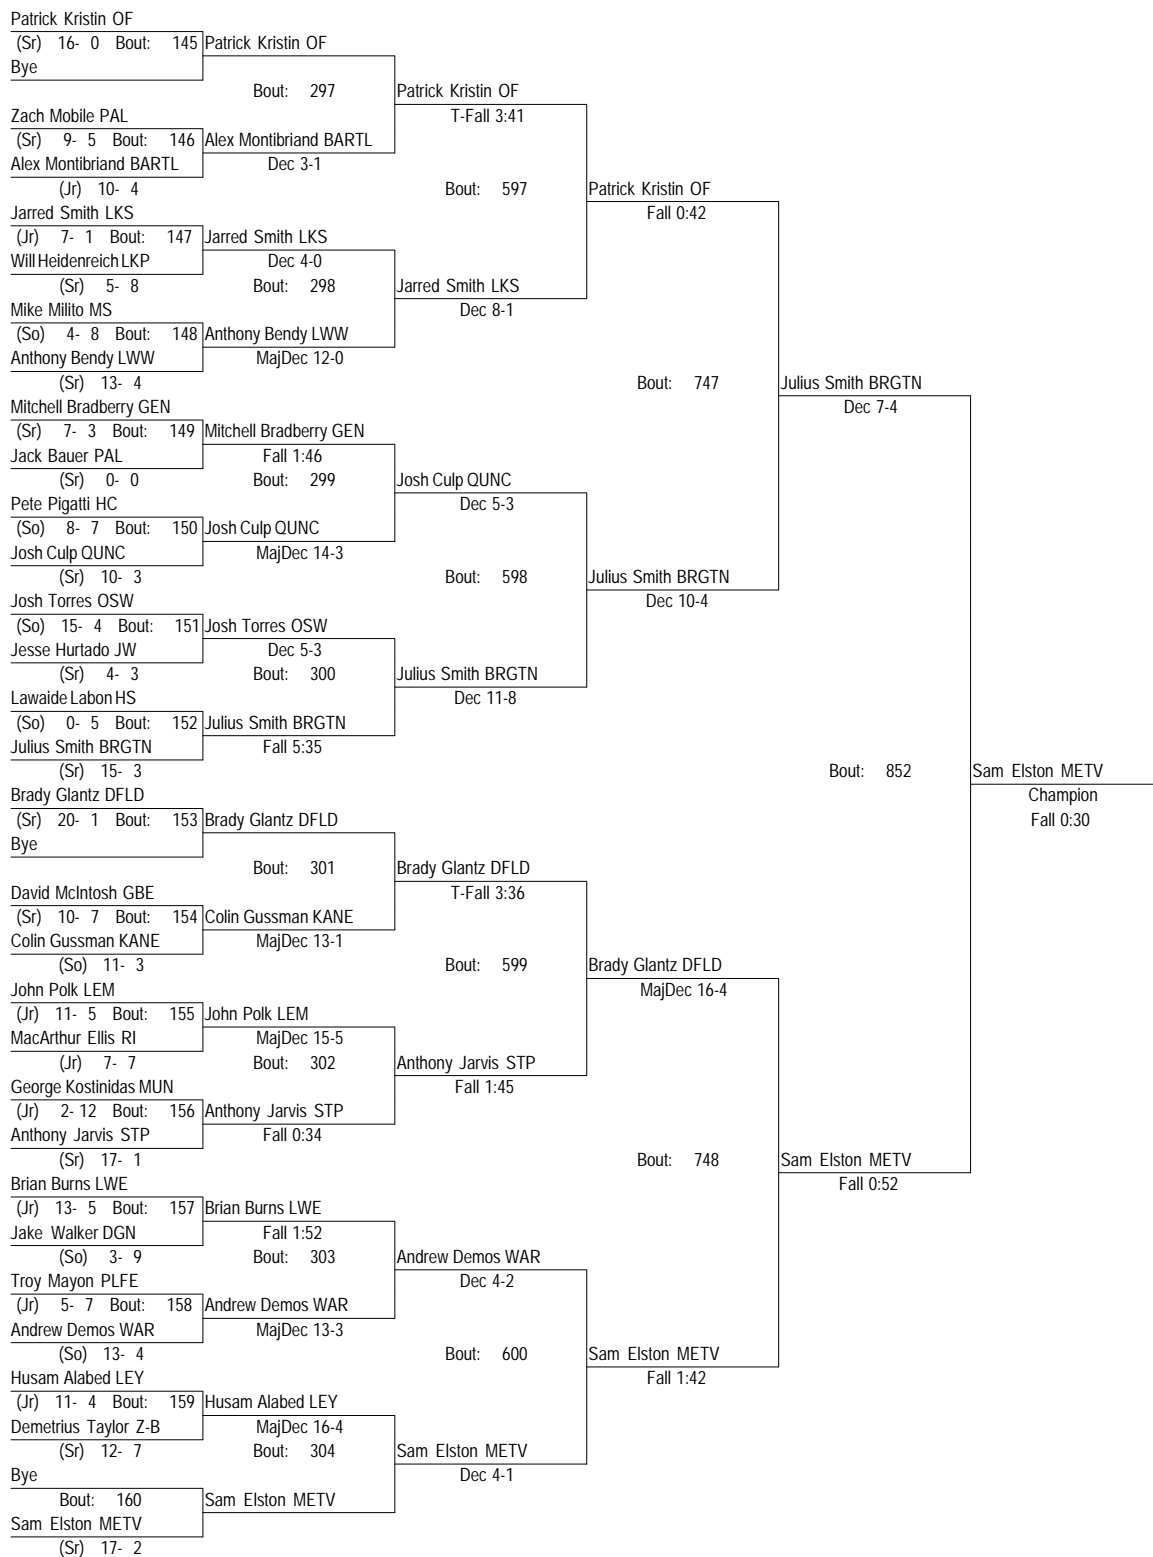 Patrick Kristin OF
(Sr) 16- 0 Bout: 145 Patrick Kristin OF
Bye
Bout: 297 Patrick Kristin OF
Zach Mobile PAL T-Fall 3:41
(Sr) 9- 5 Bout: 146 Alex Montibriand BARTL
Alex Montibriand BARTL Dec 3-1
(Jr) 10- 4 Bout: 597 Patrick Kristin OF
Jarred Smith LKS Fall 0:42
(Jr) 7- 1 Bout: 147 Jarred Smith LKS
Will Heidenreich LKP Dec 4-0
(Sr) 5- 8 Bout: 298 Jarred Smith LKS
Mike Milito MS Dec 8-1
(So) 4- 8 Bout: 148 Anthony Bendy LWW
Anthony Bendy LWW MajDec 12-0
(Sr) 13- 4 Bout: 747 Julius Smith BRGTN
Mitchell Bradberry GEN Dec 7-4
(Sr) 7- 3 Bout: 149 Mitchell Bradberry GEN
Jack Bauer PAL Fall 1:46
(Sr) 0- 0 Bout: 299 Josh Culp QUNC
Pete Pigatti HC Dec 5-3
(So) 8- 7 Bout: 150 Josh Culp QUNC
Josh Culp QUNC MajDec 14-3
(Sr) 10- 3 Bout: 598 Julius Smith BRGTN
Josh Torres OSW Dec 10-4
(So) 15- 4 Bout: 151 Josh Torres OSW
Jesse Hurtado JW Dec 5-3
(Sr) 4- 3 Bout: 300 Julius Smith BRGTN
Lawaide Labon HS Dec 11-8
(So) 0- 5 Bout: 152 Julius Smith BRGTN
Julius Smith BRGTN Fall 5:35
(Sr) 15- 3 Bout: 852 Sam Elston METV
Brady Glantz DFLD Champion
(Sr) 20- 1 Bout: 153 Brady Glantz DFLD Fall 0:30
Bye
Bout: 301 Brady Glantz DFLD
David McIntosh GBE T-Fall 3:36
(Sr) 10- 7 Bout: 154 Colin Gussman KANE
Colin Gussman KANE MajDec 13-1
(So) 11- 3 Bout: 599 Brady Glantz DFLD
John Polk LEM MajDec 16-4
(Jr) 11- 5 Bout: 155 John Polk LEM
MacArthur Ellis RI MajDec 15-5
(Jr) 7- 7 Bout: 302 Anthony Jarvis STP
George Kostinidas MUN Fall 1:45
(Jr) 2- 12 Bout: 156 Anthony Jarvis STP
Anthony Jarvis STP Fall 0:34
(Sr) 17- 1 Bout: 748 Sam Elston METV
Brian Burns LWE Fall 0:52
(Jr) 13- 5 Bout: 157 Brian Burns LWE
Jake Walker DGN Fall 1:52
(So) 3- 9 Bout: 303 Andrew Demos WAR
Troy Mayon PLFE Dec 4-2
(Jr) 5- 7 Bout: 158 Andrew Demos WAR
Andrew Demos WAR MajDec 13-3
(So) 13- 4 Bout: 600 Sam Elston METV
Husam Alabed LEY Fall 1:42
(Jr) 11- 4 Bout: 159 Husam Alabed LEY
Demetrius Taylor Z-B MajDec 16-4
(Sr) 12- 7 Bout: 304 Sam Elston METV
Bye Dec 4-1
Bout: 160 Sam Elston METV
Sam Elston METV
(Sr) 17- 2